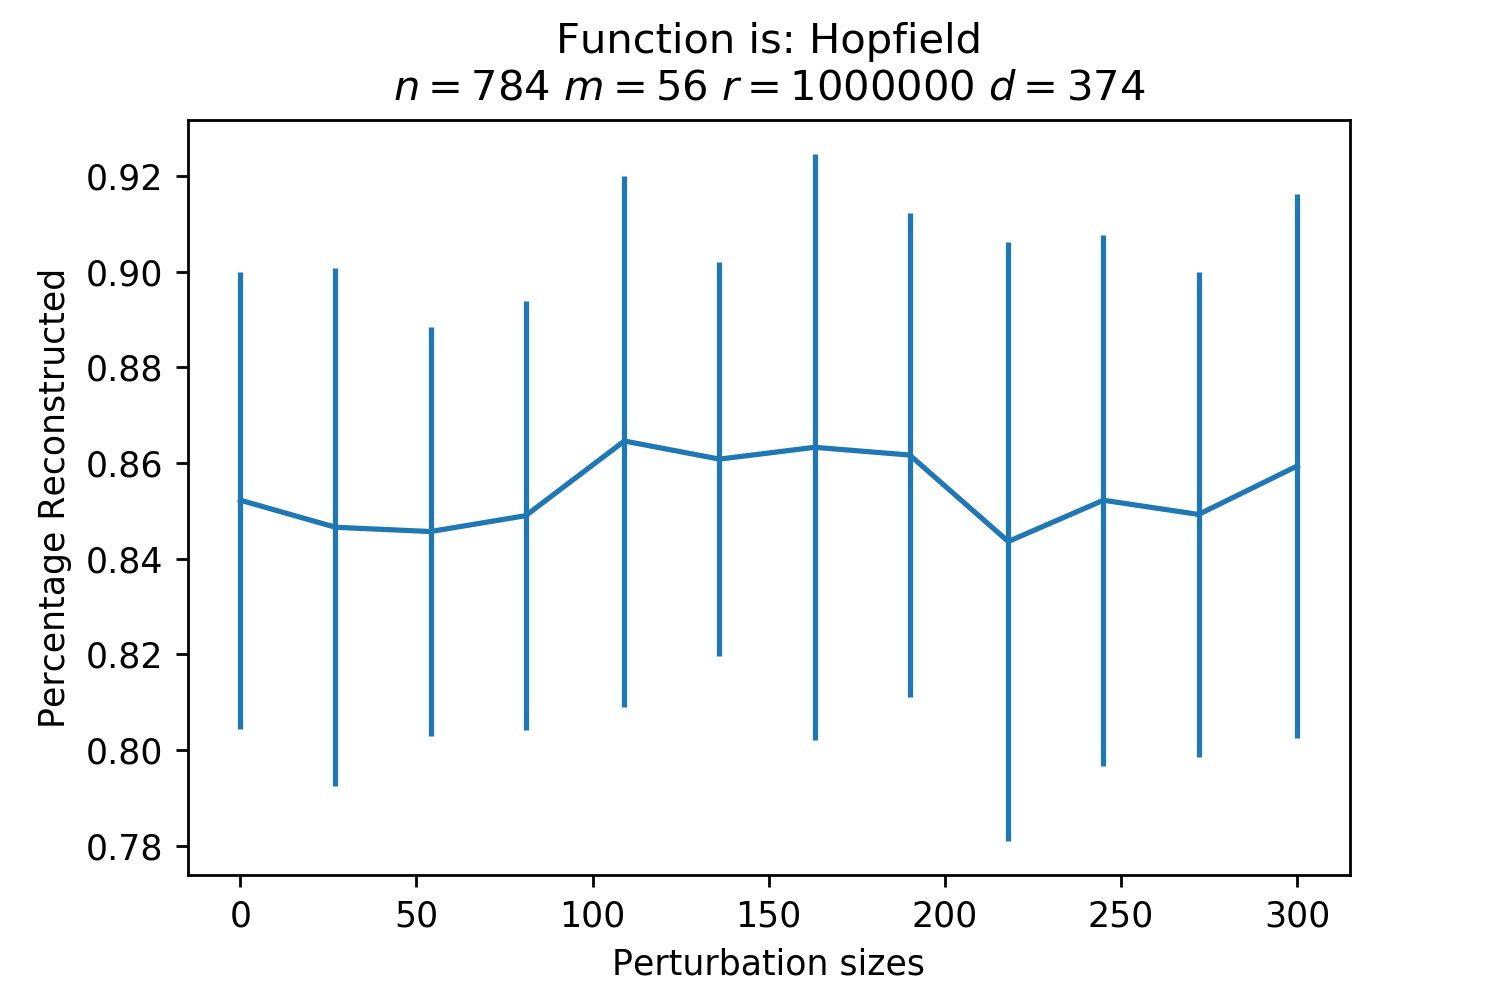 Function is: Hopfield
n = 784 m = 56 r = 1000000 d = 374
Percentage Reconstructed
0.92
0.90
0.88
0.86
0.84
0.82
0.80
0.78
0 50 100 150 200 250 300
Perturbation sizes